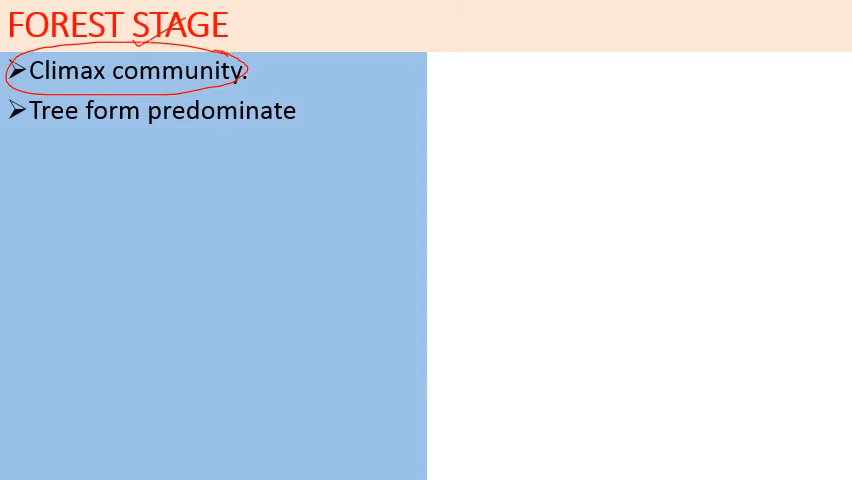 FOREST STAGE
➢Climax community.
➢Tree form predominate